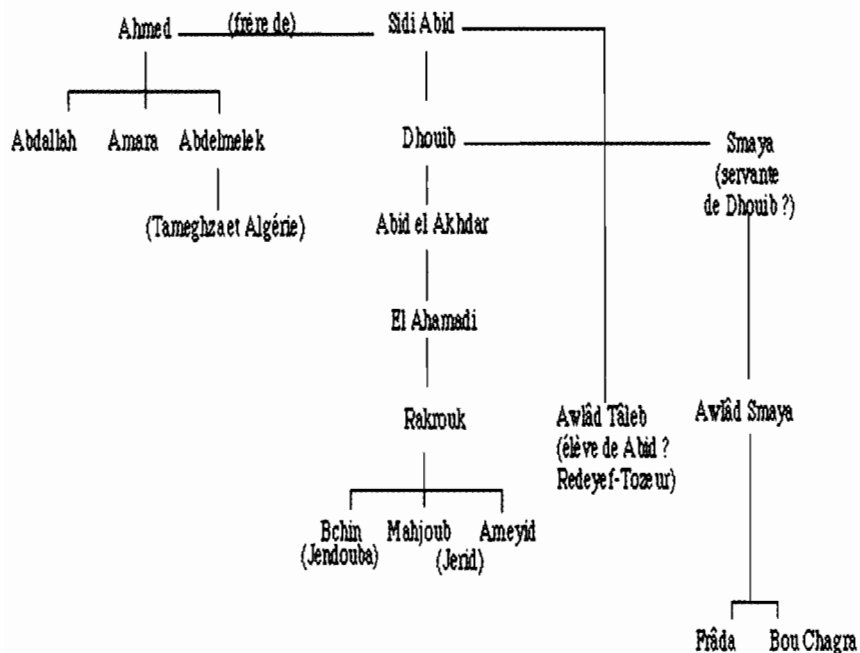 Ahmed (frère de) Sidi Abid
Abdallah Amara Abdelmelek Dhouib Smaya
(servante
de Dhouib ?)
(Tameghza et Algérie) Abid el Akhdar
El Ahamadi
Rakrouk Awlâd Tâleb Awlâd Smaya
(élève de Abid ?
Redeyef-Tozeur)
Bchin Mahjoub Ameyid
(Jendouba) (Jerid)
Frâda Bou Chagra